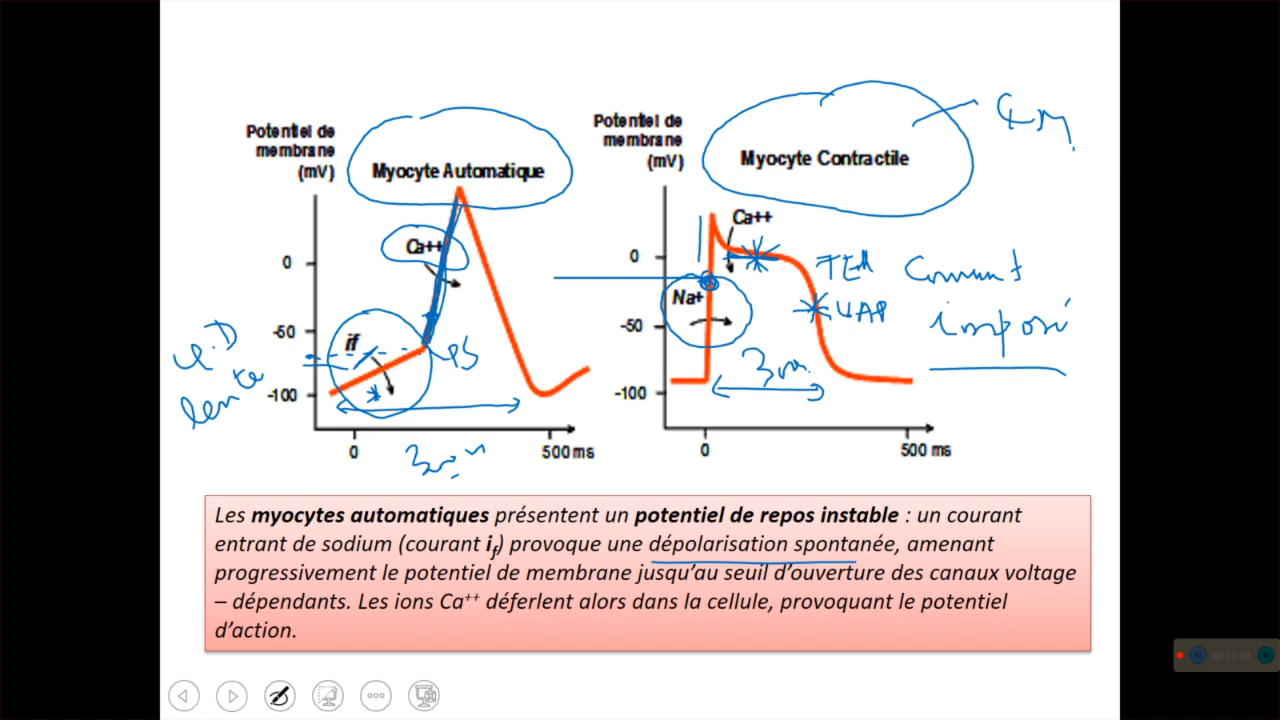 Potentiel de
membrane
(mV)
Myocyte Automatique
Ca++
0
-50
-100
if
PS
lente
0
500 ms
Potentiel de
membrane
(mV)
Myocyte Contractile
Ca++
0
Na+
-50
-100
Courant
imposé
0
500 ms
Les myocytes automatiques présentent un potentiel de repos instable : un courant
entrant de sodium (courant if) provoque une dépolarisation spontanée, amenant
progressivement le potentiel de membrane jusqu’au seuil d’ouverture des canaux voltage
– dépendants. Les ions Ca++ déferlent alors dans la cellule, provoquant le potentiel
d’action.